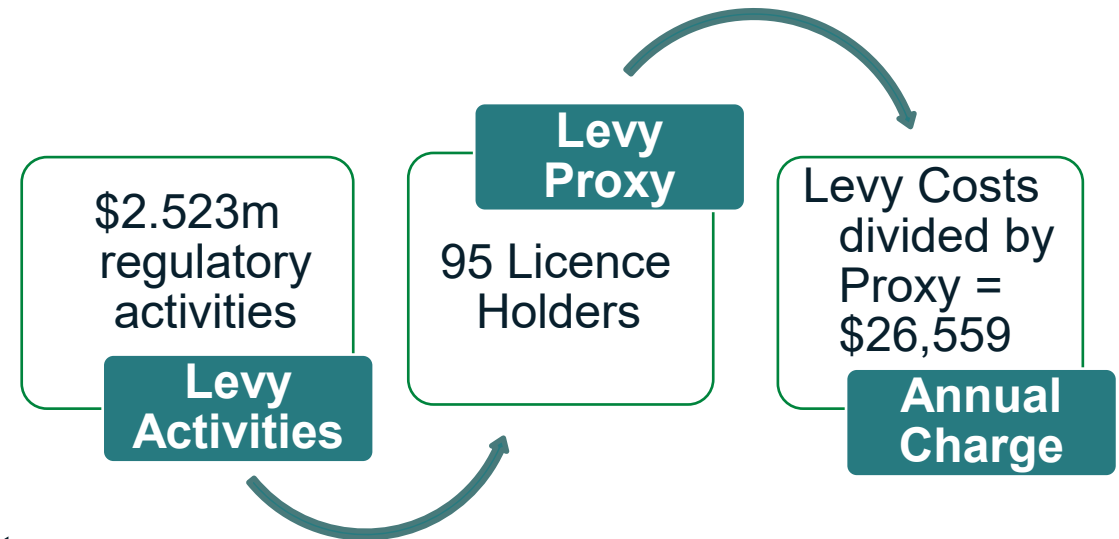 $2.523m
regulatory
activities
Levy
Activities
Levy
Proxy
95 Licence
Holders
Levy Costs
divided by
Proxy =
$26,559
Annual
Charge